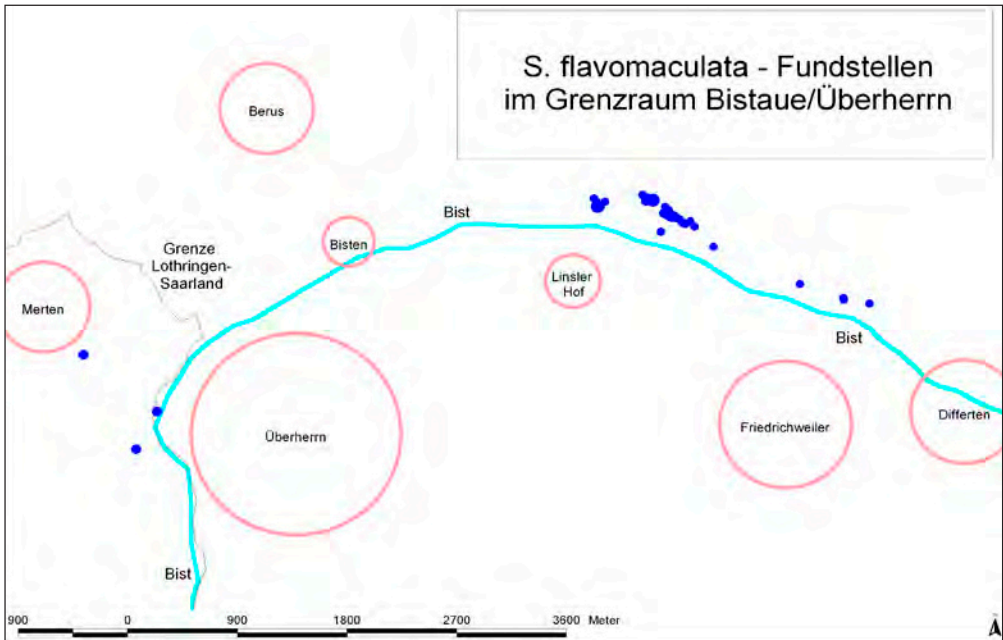 S. flavomaculata - Fundstellen
im Grenzraum Bistaue/Überherrn
Berus
Bist
Bisten
Grenze
Lothringen-
Saarland
Linsler
Hof
Merten
Bist
Überherrn
Friedrichweiler
Differten
Bist
900 0 900 1800 2700 3600 Meter